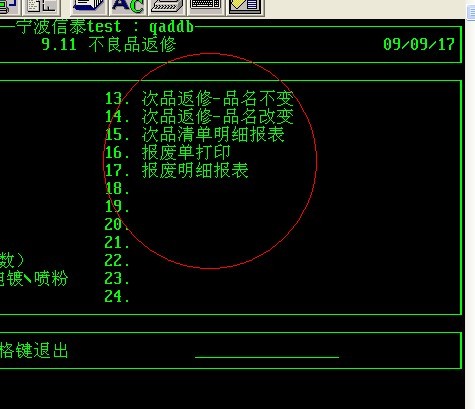 宁波信泰test : qaddb
9.11 不良品返修 09/09/17
13. 次品返修-品名不变
14. 次品返修-品名改变
15. 次品清单明细报表
16. 报废单打印
17. 报废明细报表
18.
19.
20.
21.
数) 22.
电镀\喷粉 23.
24.
格键退出